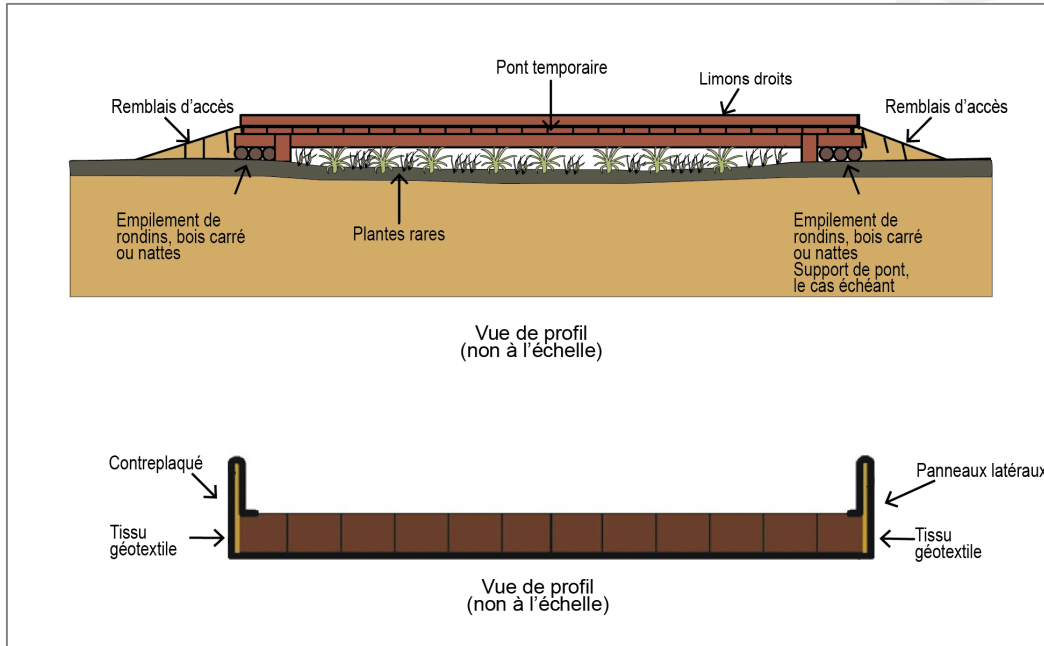 Pont temporaire
Limons droits
Remblais d'accès
Remblais d'accès
Empilement de
rondins, bois carré
ou nattes
Plantes rares
Empilement de
rondins, bois carré
ou nattes
Support de pont,
le cas échéant
Vue de profil
(non à l'échelle)
Contreplaqué
Panneaux latéraux
Tissu
géotextile
Tissu
géotextile
Vue de profil
(non à l'échelle)